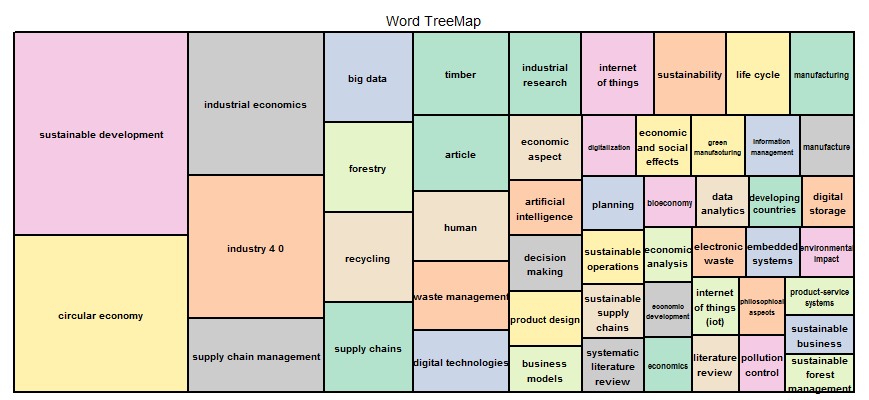 Word TreeMap
sustainable development
circular economy
industrial economics
industry 4 0
supply chain management
big data
forestry
recycling
supply chains
timber
article
human
waste management
digital technologies
industrial
research
internet
of things
sustainability
life cycle
manufacturing
economic
aspect
artificial
intelligence
decision
making
product design
business
models
digitalization
economic
and social
effects
green
manufacturing
information
management
manufacture
planning
bioeconomy
data
analytics
developing
countries
digital
storage
sustainable
operations
economic
analysis
electronic
waste
embedded
systems
environmental
impact
sustainable
supply
chains
economic
development
internet
of things
(iot)
philosophical
aspects
product-service
systems
systematic
literature
review
economics
literature
review
pollution
control
sustainable
business
sustainable
forest
management